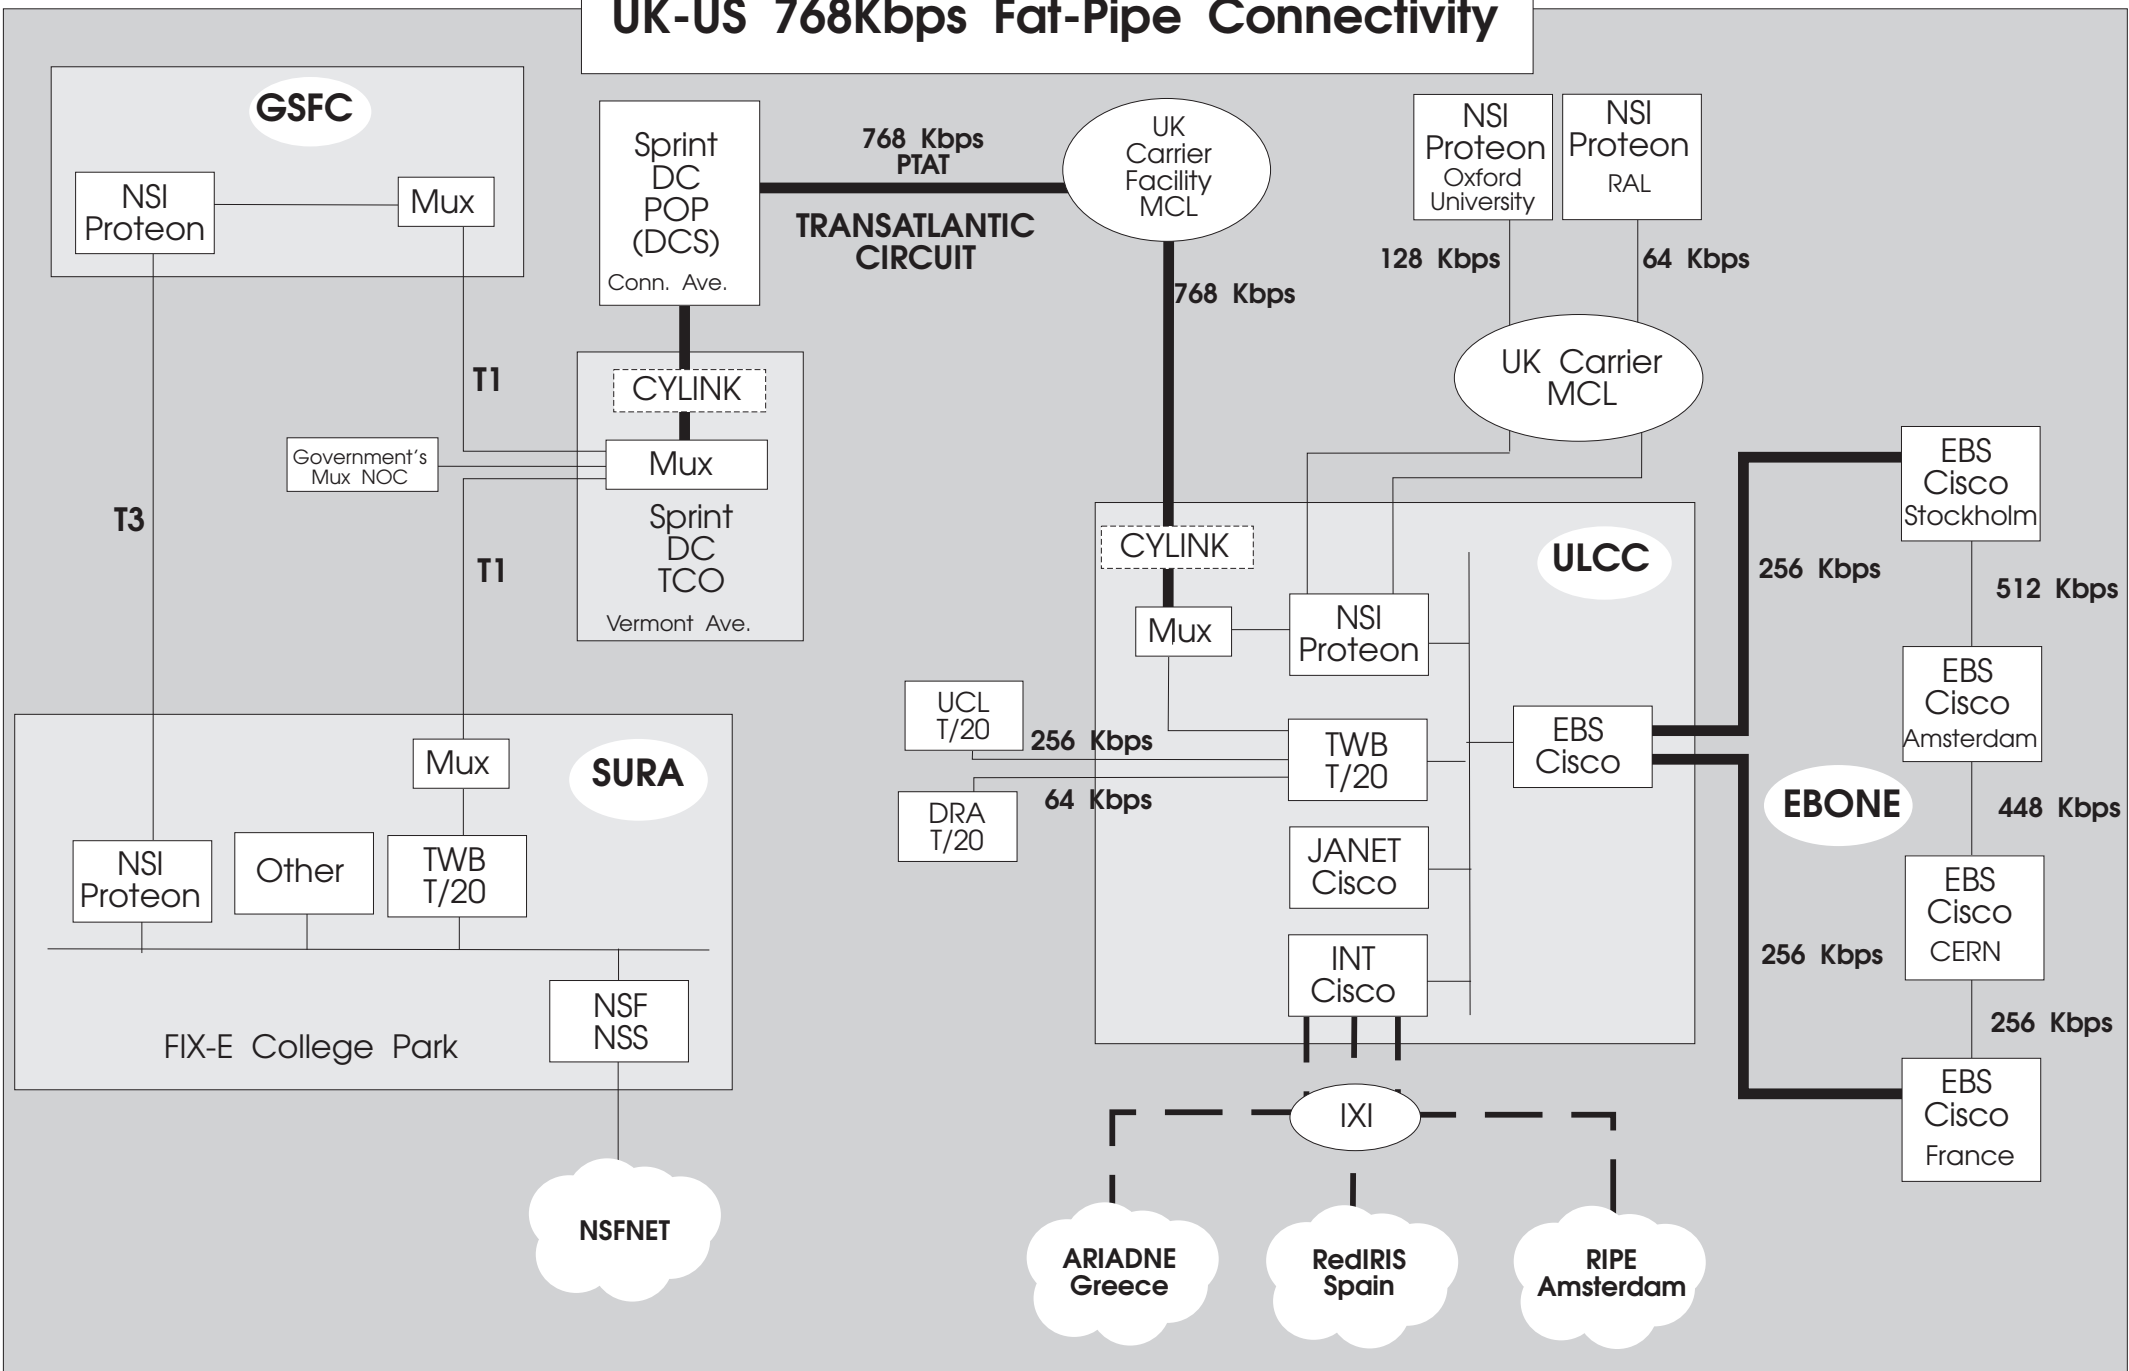 UK-US 768Kbps Fat-Pipe Connectivity
GSFC
NSI
Proteon
Mux
T1
T3
Sprint
DC
POP
(DCS)
Conn. Ave.
768 Kbps
PTAT
TRANSATLANTIC
CIRCUIT
UK
Carrier
Facility
MCL
768 Kbps
NSI
Proteon
Oxford
University
NSI
Proteon
RAL
128 Kbps
64 Kbps
UK Carrier
MCL
CYLINK
Mux
Sprint
DC
TCO
Vermont Ave.
Government's
Mux NOC
T1
SURA
Mux
NSI
Proteon
Other
TWB
T/20
NSF
NSS
FIX-E College Park
NSFNET
ULCC
CYLINK
Mux
NSI
Proteon
UCL
T/20
256 Kbps
DRA
T/20
64 Kbps
TWB
T/20
JANET
Cisco
INT
Cisco
EBS
Cisco
EBONE
256 Kbps
256 Kbps
EBS
Cisco
Stockholm
512 Kbps
EBS
Cisco
Amsterdam
448 Kbps
EBS
Cisco
CERN
256 Kbps
EBS
Cisco
France
IXI
ARIADNE
Greece
RedIRIS
Spain
RIPE
Amsterdam